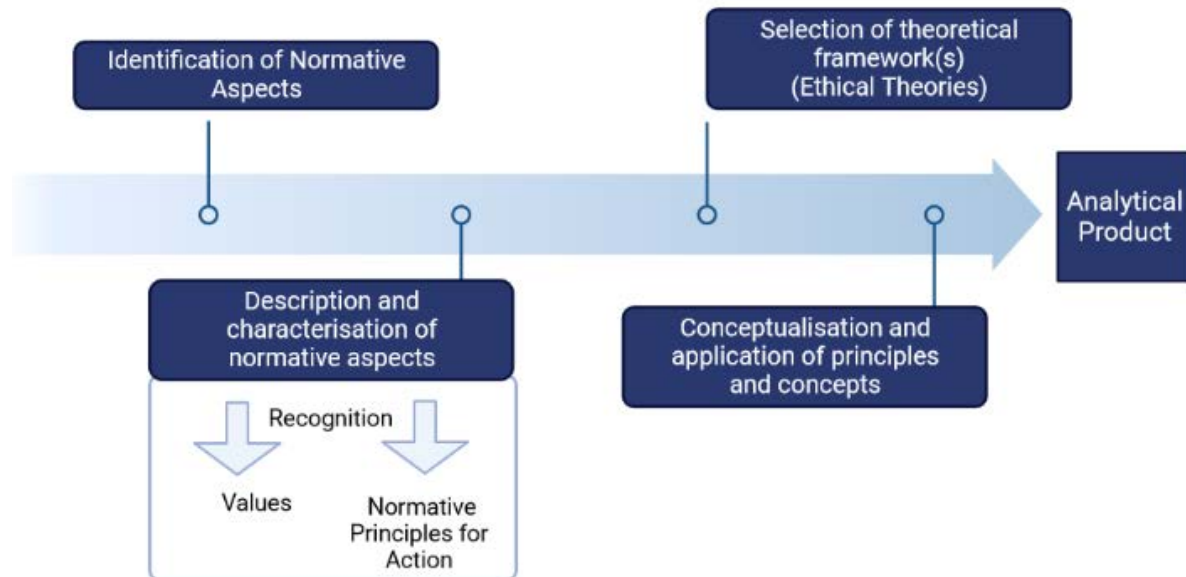 Identification of Normative
Aspects
Selection of theoretical
framework(s)
(Ethical Theories)
Analytical
Product
Description and
characterisation of
normative aspects
Recognition
Values
Normative
Principles for
Action
Conceptualisation and
application of principles
and concepts